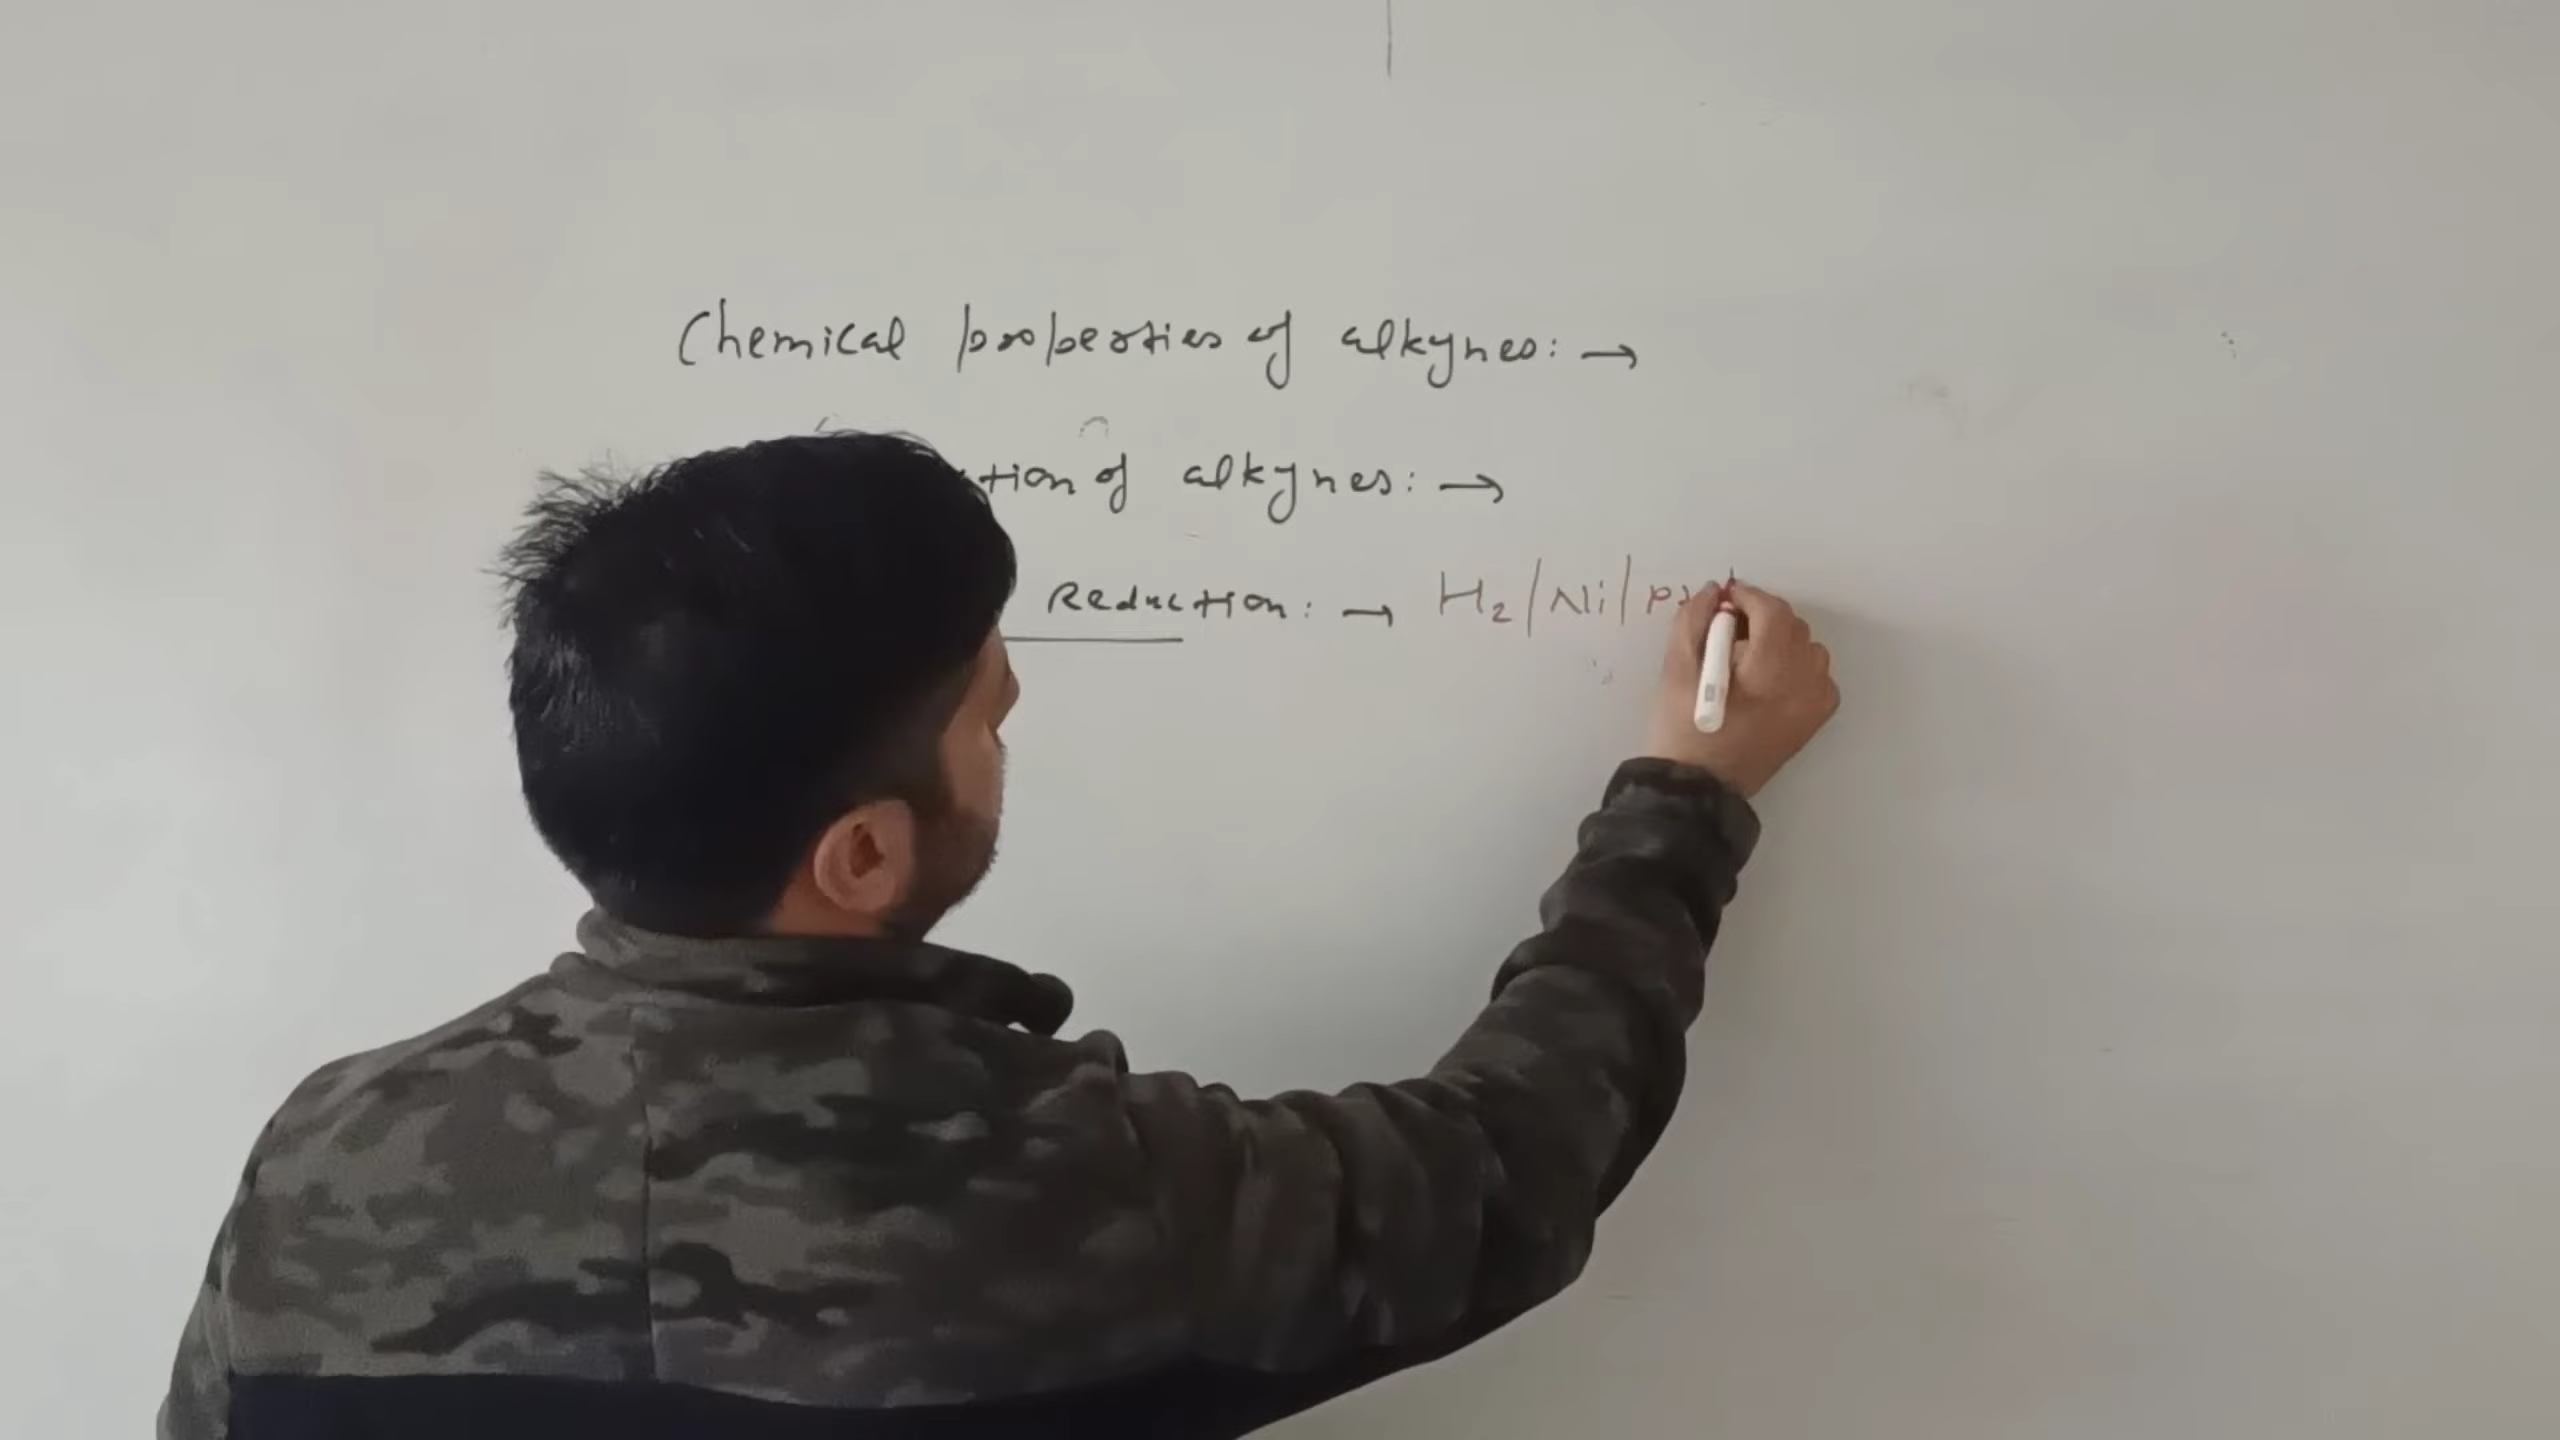 Chemical properties of alkynes: →
tion of alkynes: →
Reduction: → H₂/Ni/